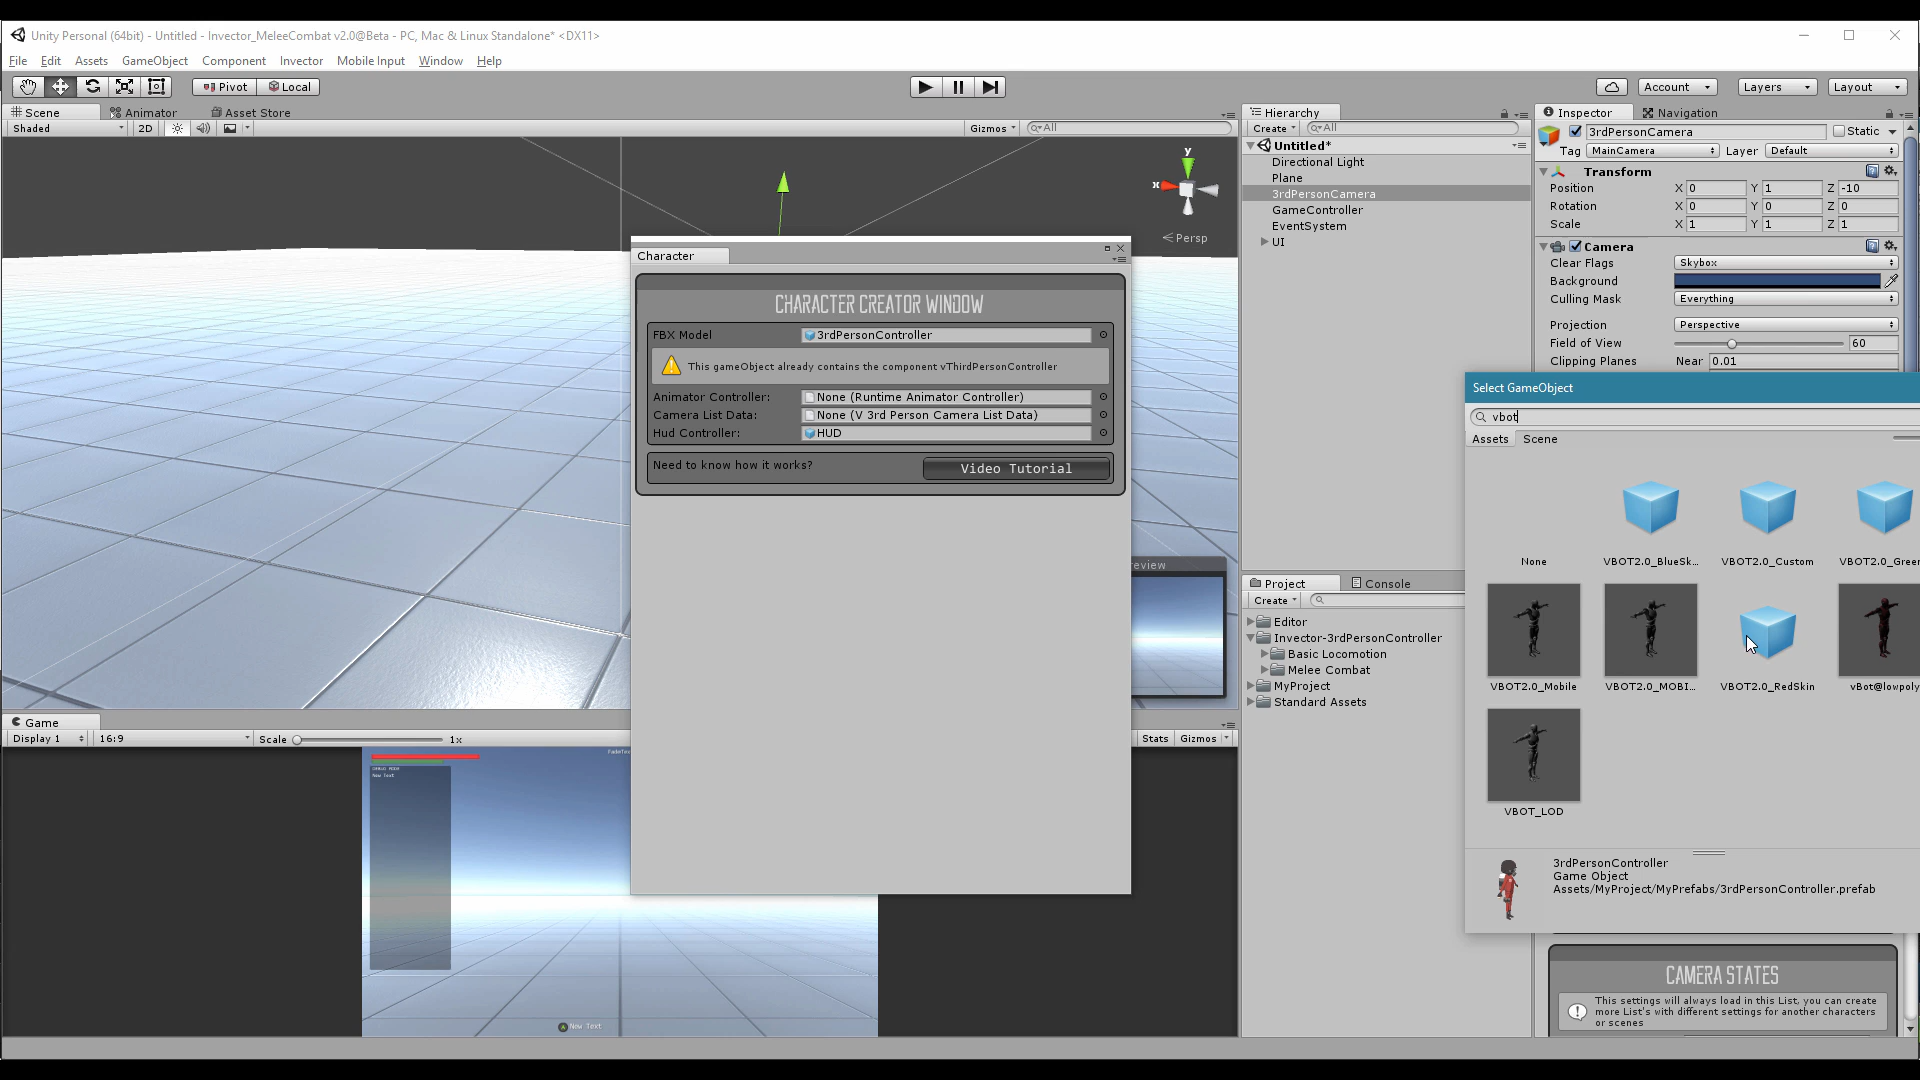 Unity Personal (64bit) - Untitled - Invector_MeleeCombat v2.0@Beta - PC, Mac & Linux Standalone* <DX11>
File Edit Assets GameObject Component Invector Mobile Input Window Help
Pivot Local
Account Layers Layout
Scene Animator Asset Store
Shaded 2D Gizmos All
y
x
Persp
Character
CHARACTER CREATOR WINDOW
FBX Model 3rdPersonController
This gameObject already contains the component vThirdPersonController
Animator Controller: None (Runtime Animator Controller)
Camera List Data: None (V 3rd Person Camera List Data)
Hud Controller: HUD
Need to know how it works? Video Tutorial
review
Game
Display 1 16:9 Scale 1x Stats Gizmos
DEBUG MODE
New Text
New Text
Hierarchy
Create All
Untitled*
Directional Light
Plane
3rdPersonCamera
GameController
EventSystem
UI
Project Console
Create
Editor
Invector-3rdPersonController
Basic Locomotion
Melee Combat
MyProject
Standard Assets
Inspector Navigation
3rdPersonCamera Static
Tag MainCamera Layer Default
Transform
Position X 0 Y 1 Z -10
Rotation X 0 Y 0 Z 0
Scale X 1 Y 1 Z 1
Camera
Clear Flags Skybox
Background
Culling Mask Everything
Projection Perspective
Field of View 60
Clipping Planes Near 0.01
Select GameObject
vbot
Assets Scene
None VBOT2.0_BlueSk... VBOT2.0_Custom VBOT2.0_Green
VBOT2.0_Mobile VBOT2.0_MOBI... VBOT2.0_RedSkin vBot@lowpoly
VBOT_LOD
3rdPersonController
Game Object
Assets/MyProject/MyPrefabs/3rdPersonController.prefab
CAMERA STATES
This settings will always load in this List, you can create
more List's with different settings for another characters
or scenes